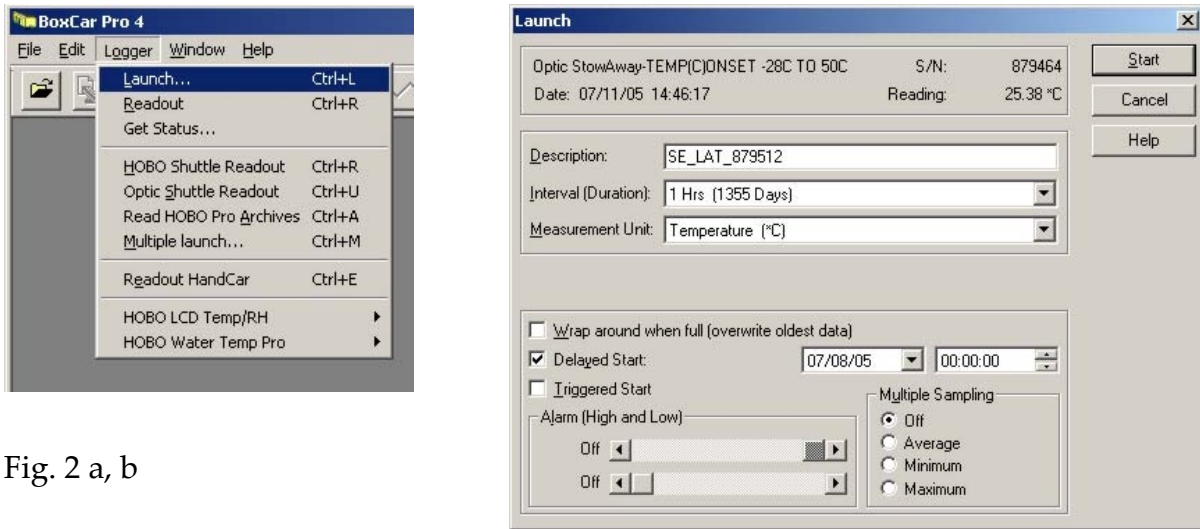 BoxCar Pro 4
File Edit Logger Window Help
Launch... Ctrl+L
Readout Ctrl+R
Get Status...
HOBO Shuttle Readout Ctrl+R
Optic Shuttle Readout Ctrl+U
Read HOBO Pro Archives Ctrl+A
Multiple launch... Ctrl+M
Readout HandCar Ctrl+E
HOBO LCD Temp/RH
HOBO Water Temp Pro
Fig. 2 a, b
Launch
Optic StowAway-TEMP(C)ONSET -28C TO 50C S/N: 879464
Date: 07/11/05 14:46:17 Reading: 25.38 °C
Start
Cancel
Help
Description: SE_LAT_879512
Interval (Duration): 1 Hrs (1355 Days)
Measurement Unit: Temperature (*C)
Wrap around when full (overwrite oldest data)
Delayed Start: 07/08/05 00:00:00
Triggered Start
Alarm (High and Low)
Off
Off
Multiple Sampling
Off
Average
Minimum
Maximum